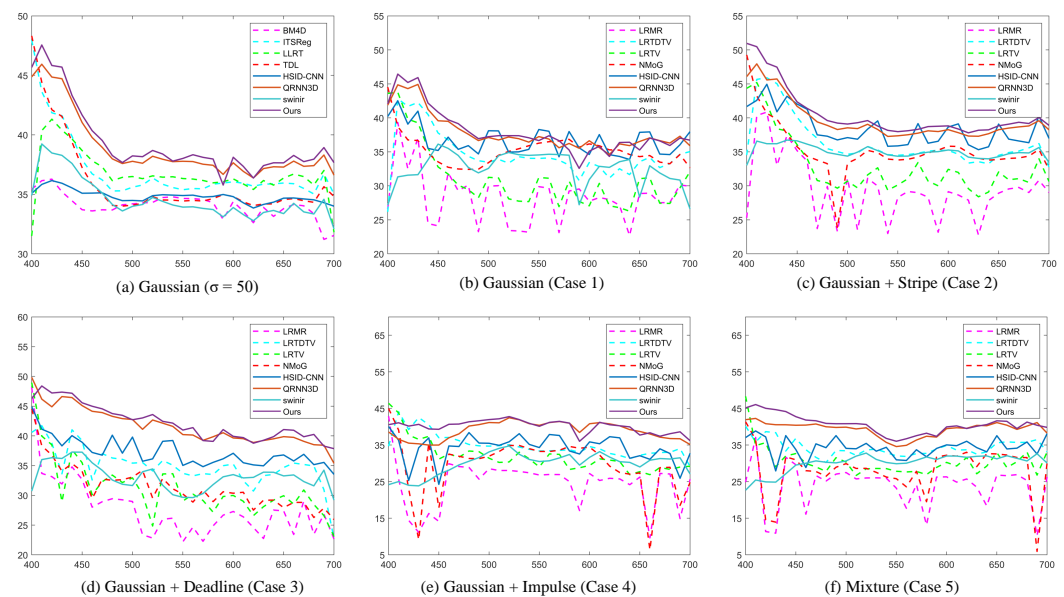 50
45
40
35
30
400
450
500
550
600
650
700
BM4D
ITSReg
LLRT
TDL
HSID-CNN
QRNN3D
swinir
Ours
(a) Gaussian (σ = 50)
55
50
45
40
35
30
25
20
400
450
500
550
600
650
700
LRMR
LRTDTV
LRTV
NMoG
HSID-CNN
QRNN3D
swinir
Ours
(b) Gaussian (Case 1)
55
50
45
40
35
30
25
20
400
450
500
550
600
650
700
LRMR
LRTDTV
LRTV
NMoG
HSID-CNN
QRNN3D
swinir
Ours
(c) Gaussian + Stripe (Case 2)
60
55
50
45
40
35
30
25
20
400
450
500
550
600
650
700
LRMR
LRTDTV
LRTV
NMoG
HSID-CNN
QRNN3D
swinir
Ours
(d) Gaussian + Deadline (Case 3)
65
55
45
35
25
15
5
400
450
500
550
600
650
700
LRMR
LRTDTV
LRTV
NMoG
HSID-CNN
QRNN3D
swinir
Ours
(e) Gaussian + Impulse (Case 4)
65
55
45
35
25
15
5
400
450
500
550
600
650
700
LRMR
LRTDTV
LRTV
NMoG
HSID-CNN
QRNN3D
swinir
Ours
(f) Mixture (Case 5)